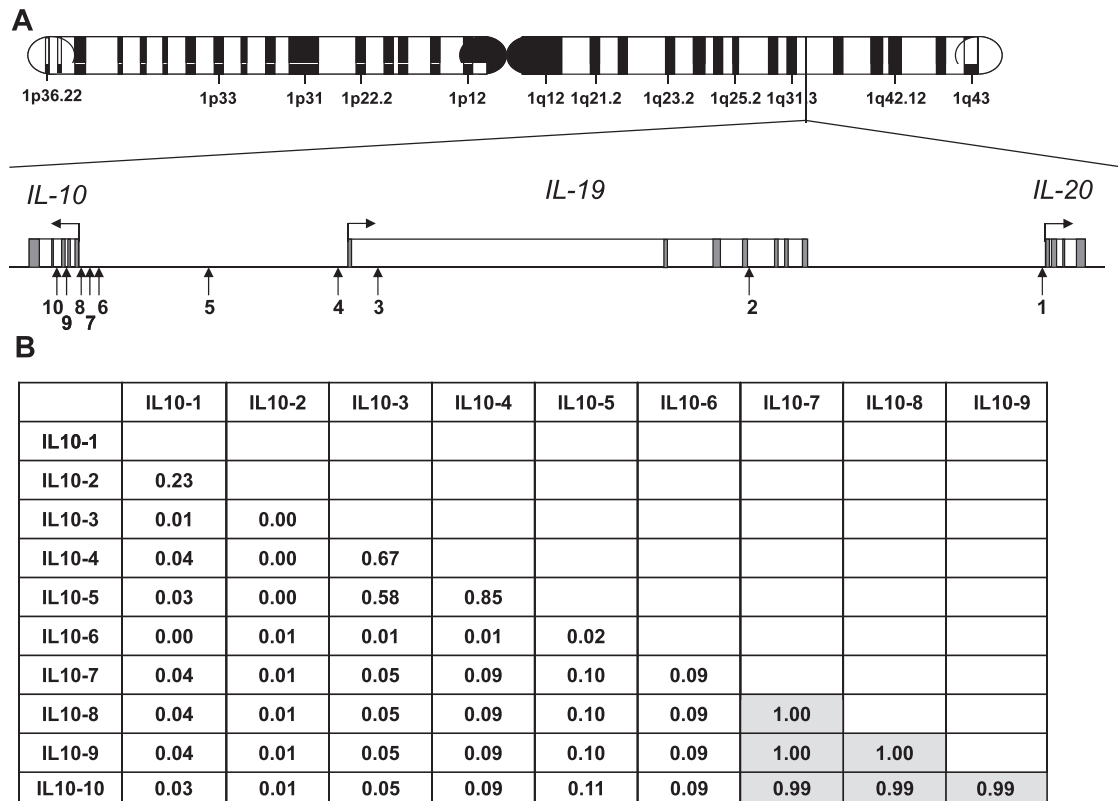 A
1p36.22 1p33 1p31 1p22.2 1p12 1q12 1q21.2 1q23.2 1q25.2 1q31.3 1q42.12 1q43
IL-10 IL-19 IL-20
10 9 8 7 6 5 4 3 2 1
B
IL10-1 IL10-2 IL10-3 IL10-4 IL10-5 IL10-6 IL10-7 IL10-8 IL10-9
IL10-1
IL10-2 0.23
IL10-3 0.01 0.00
IL10-4 0.04 0.00 0.67
IL10-5 0.03 0.00 0.58 0.85
IL10-6 0.00 0.01 0.01 0.01 0.02
IL10-7 0.04 0.01 0.05 0.09 0.10 0.09
IL10-8 0.04 0.01 0.05 0.09 0.10 0.09 1.00
IL10-9 0.04 0.01 0.05 0.09 0.10 0.09 1.00 1.00
IL10-10 0.03 0.01 0.05 0.09 0.11 0.09 0.99 0.99 0.99